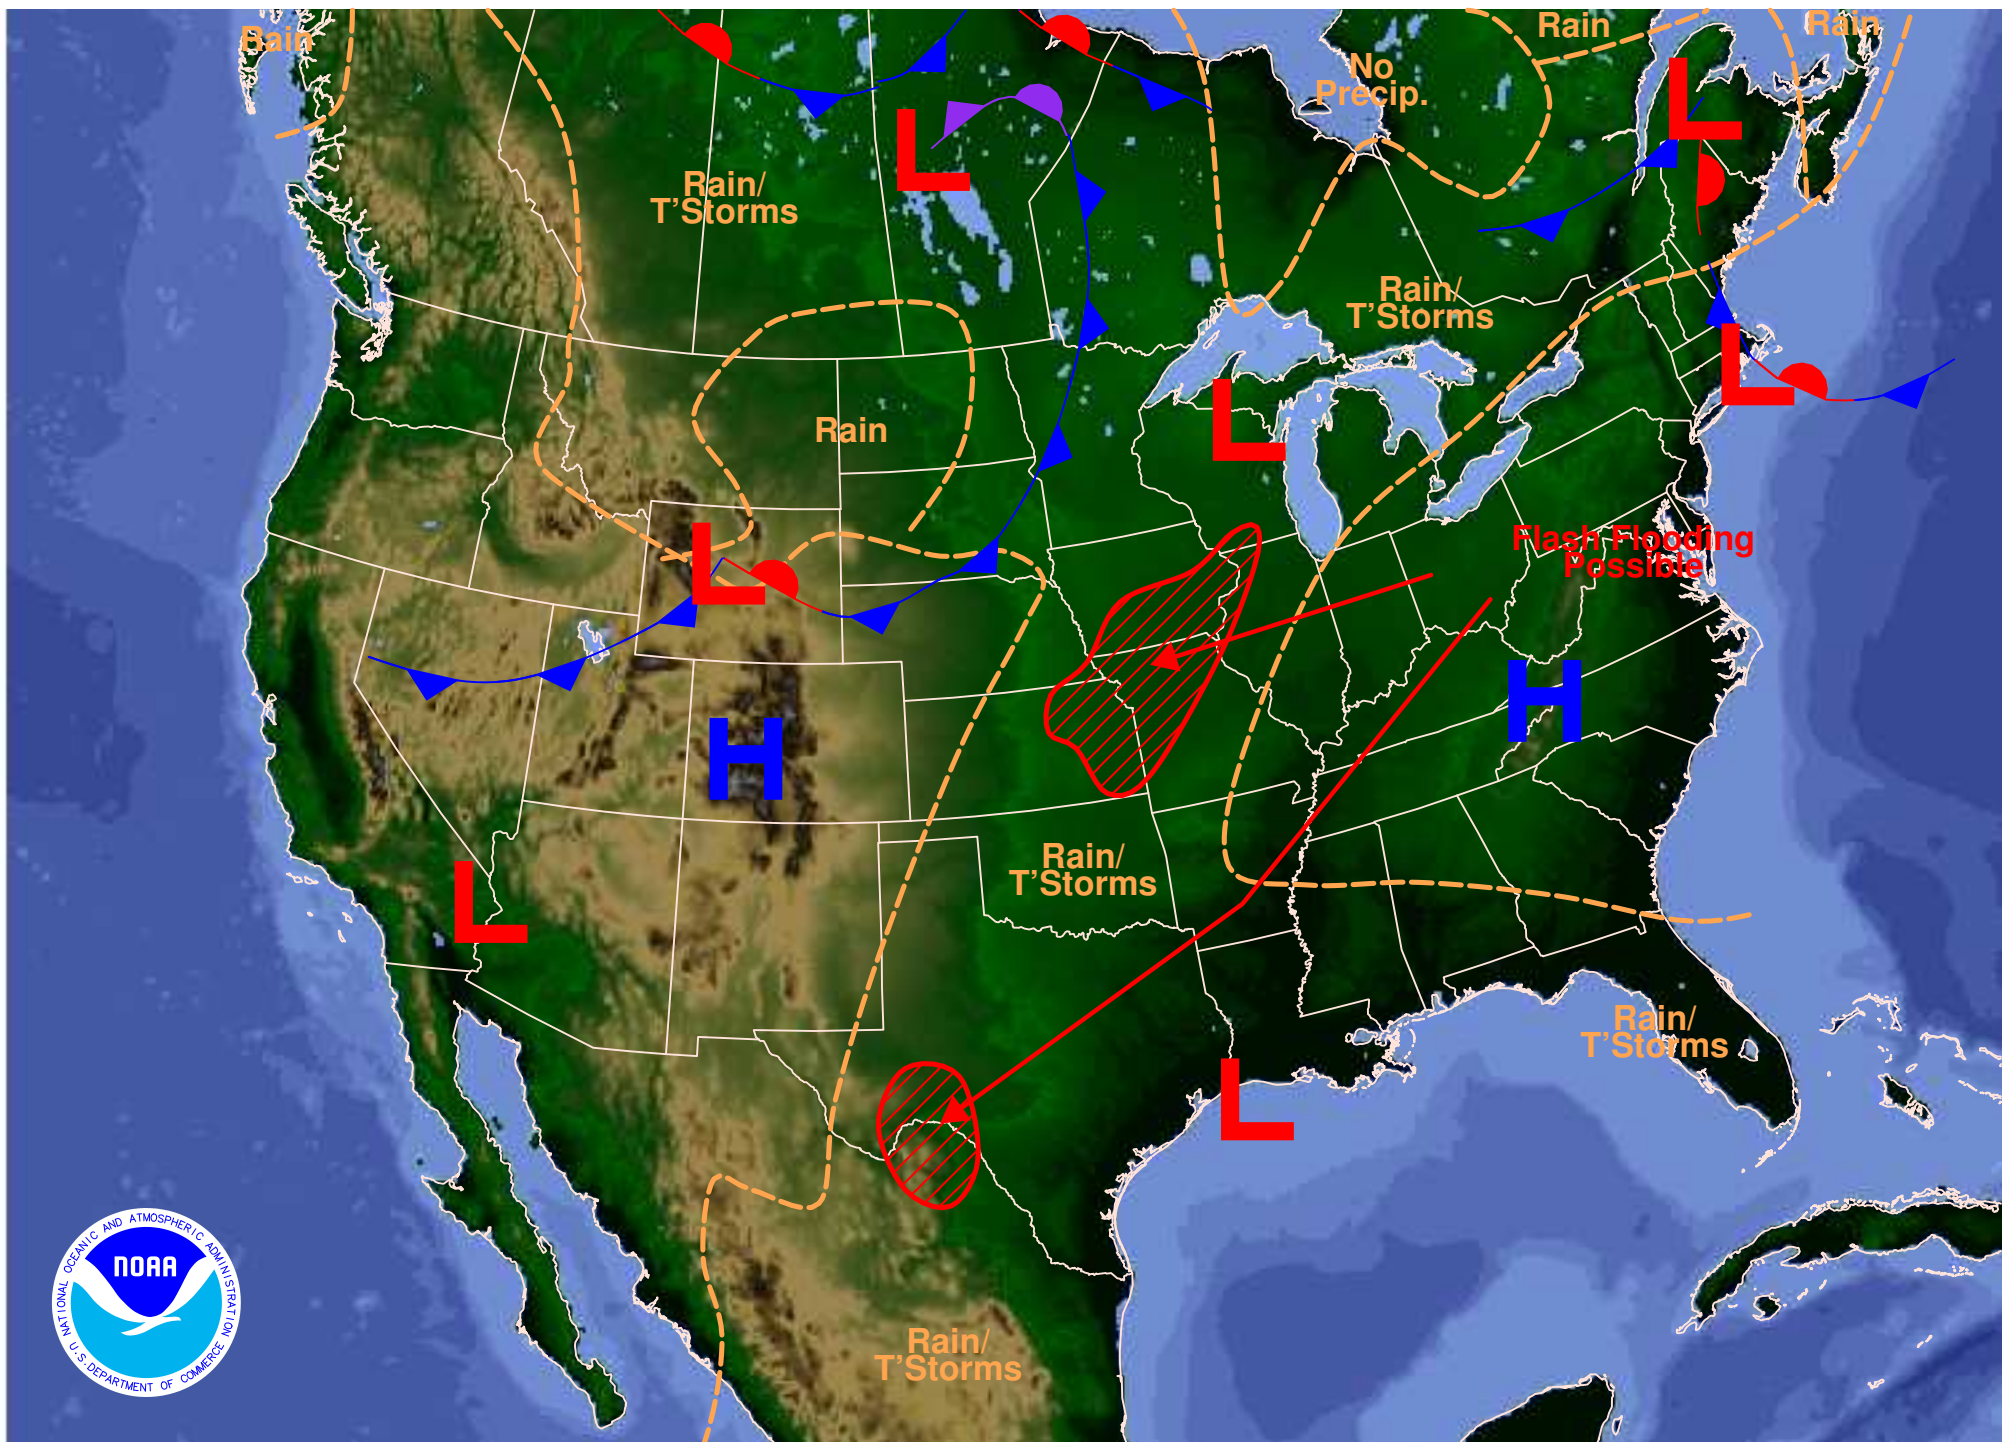 Rain
Rain
Rain
No
Precip.
L
L
Rain/
T'Storms
Rain/
T'Storms
L
L
Rain
L
Flash Flooding
Possible
H
H
Rain/
T'Storms
L
Rain/
T'Storms
L
NATIONAL OCEANIC AND ATMOSPHERIC ADMINISTRATION
NOAA
U.S. DEPARTMENT OF COMMERCE
Rain/
T'Storms